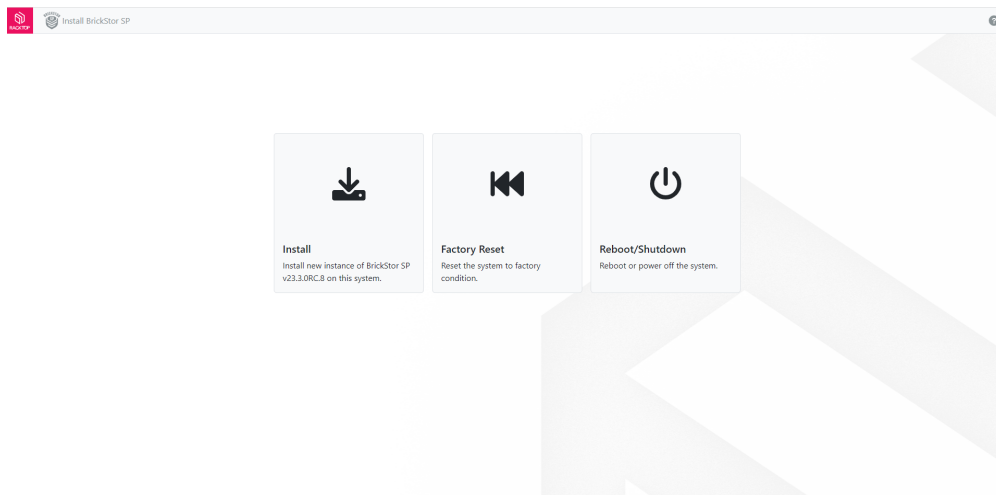 RACKTOP
Install BrickStor SP
?
Install
Install new instance of BrickStor SP
v23.3.0RC.8 on this system.
Factory Reset
Reset the system to factory
condition.
Reboot/Shutdown
Reboot or power off the system.